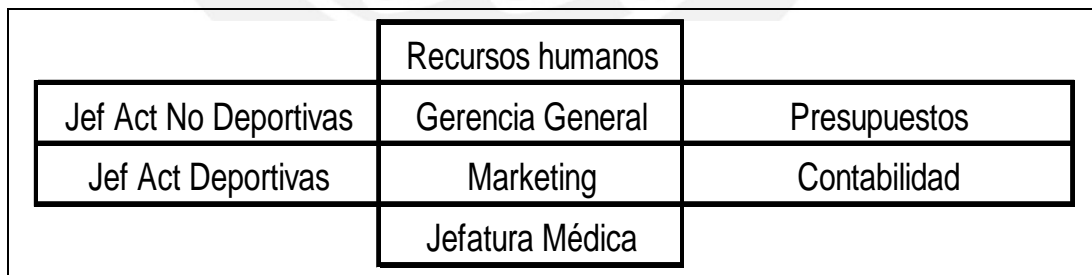 Recursos humanos
Jef Act No Deportivas Gerencia General Presupuestos
Jef Act Deportivas Marketing Contabilidad
Jefatura Médica